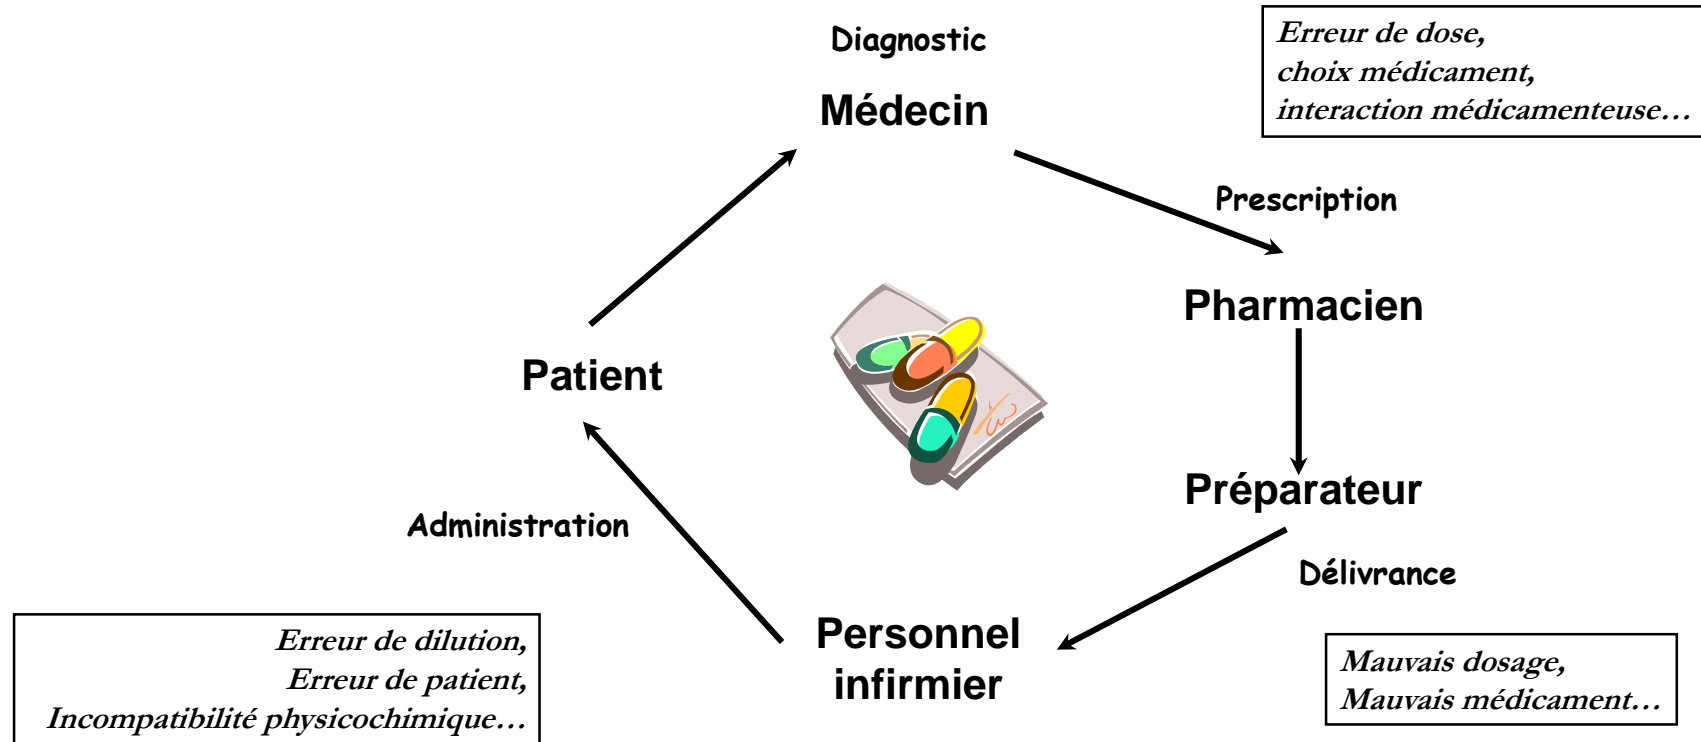 Diagnostic
Médecin
Erreur de dose,
choix médicament,
interaction médicamenteuse…
Prescription
Pharmacien
Patient
Préparateur
Administration
Délivrance
Personnel
infirmier
Erreur de dilution,
Erreur de patient,
Incompatibilité physicochimique…
Mauvais dosage,
Mauvais médicament…